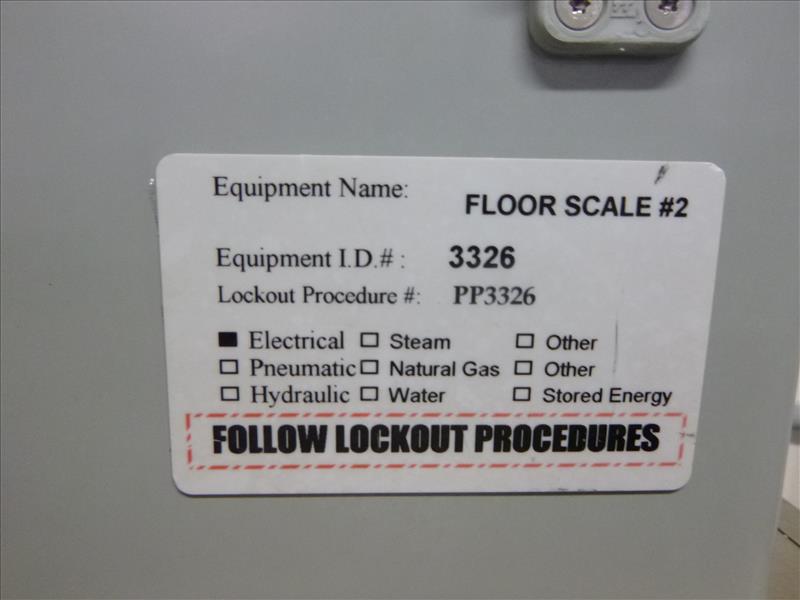 Equipment Name: FLOOR SCALE #2
Equipment I.D.# : 3326
Lockout Procedure #: PP3326
■ Electrical □ Steam □ Other
□ Pneumatic □ Natural Gas □ Other
□ Hydraulic □ Water □ Stored Energy
FOLLOW LOCKOUT PROCEDURES